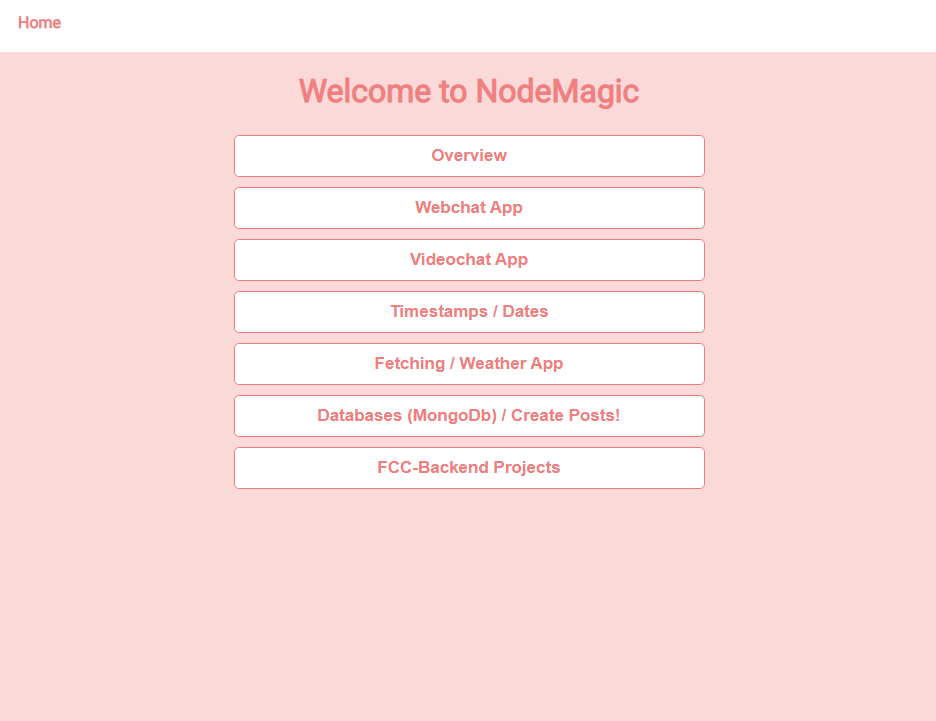 Home
Welcome to NodeMagic
Overview
Webchat App
Videochat App
Timestamps / Dates
Fetching / Weather App
Databases (MongoDb) / Create Posts!
FCC-Backend Projects